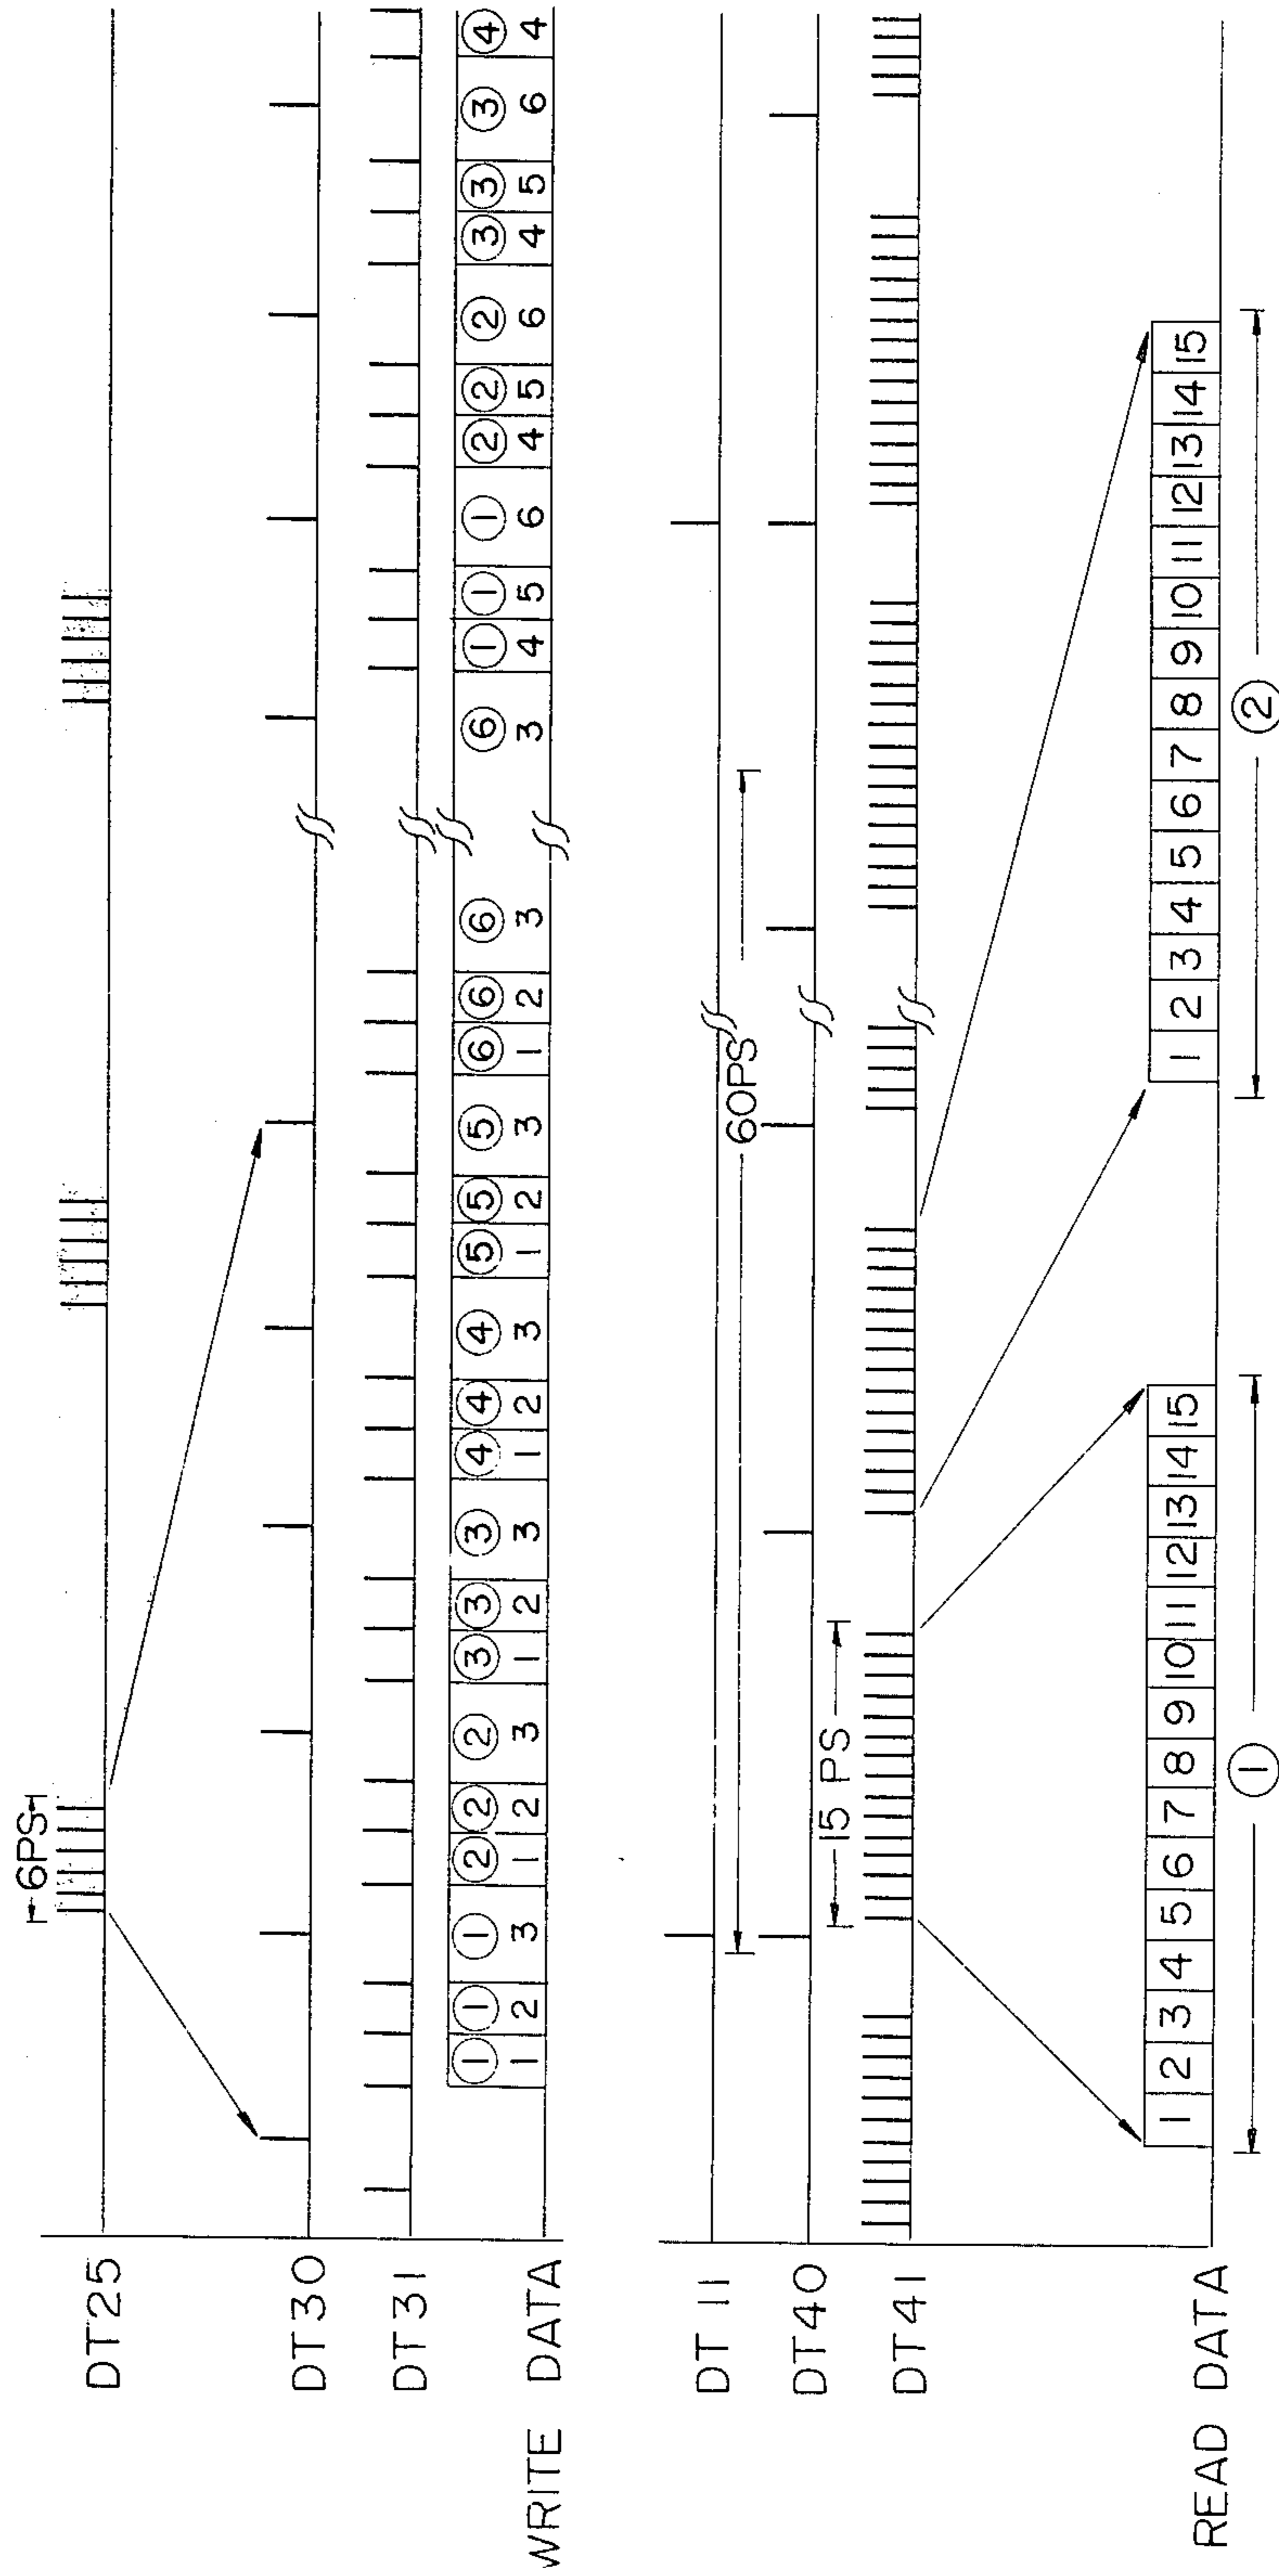 DT25
6PS
DT30
DT31
WRITE DATA
① ① ① ② ② ② ③ ③ ③ ④ ④ ④ ⑤ ⑤ ⑤ ⑥ ⑥ ⑥ ⑥ ① ① ① ② ② ② ③ ③ ③ ④
1 2 3 1 2 3 1 2 3 1 2 3 1 2 3 1 2 3 3 4 5 6 4 5 6 4 5 6 4
DT 11
60PS
DT40
15 PS
DT41
READ DATA
1 2 3 4 5 6 7 8 9 10 11 12 13 14 15 1 2 3 4 5 6 7 8 9 10 11 12 13 14 15
① ②